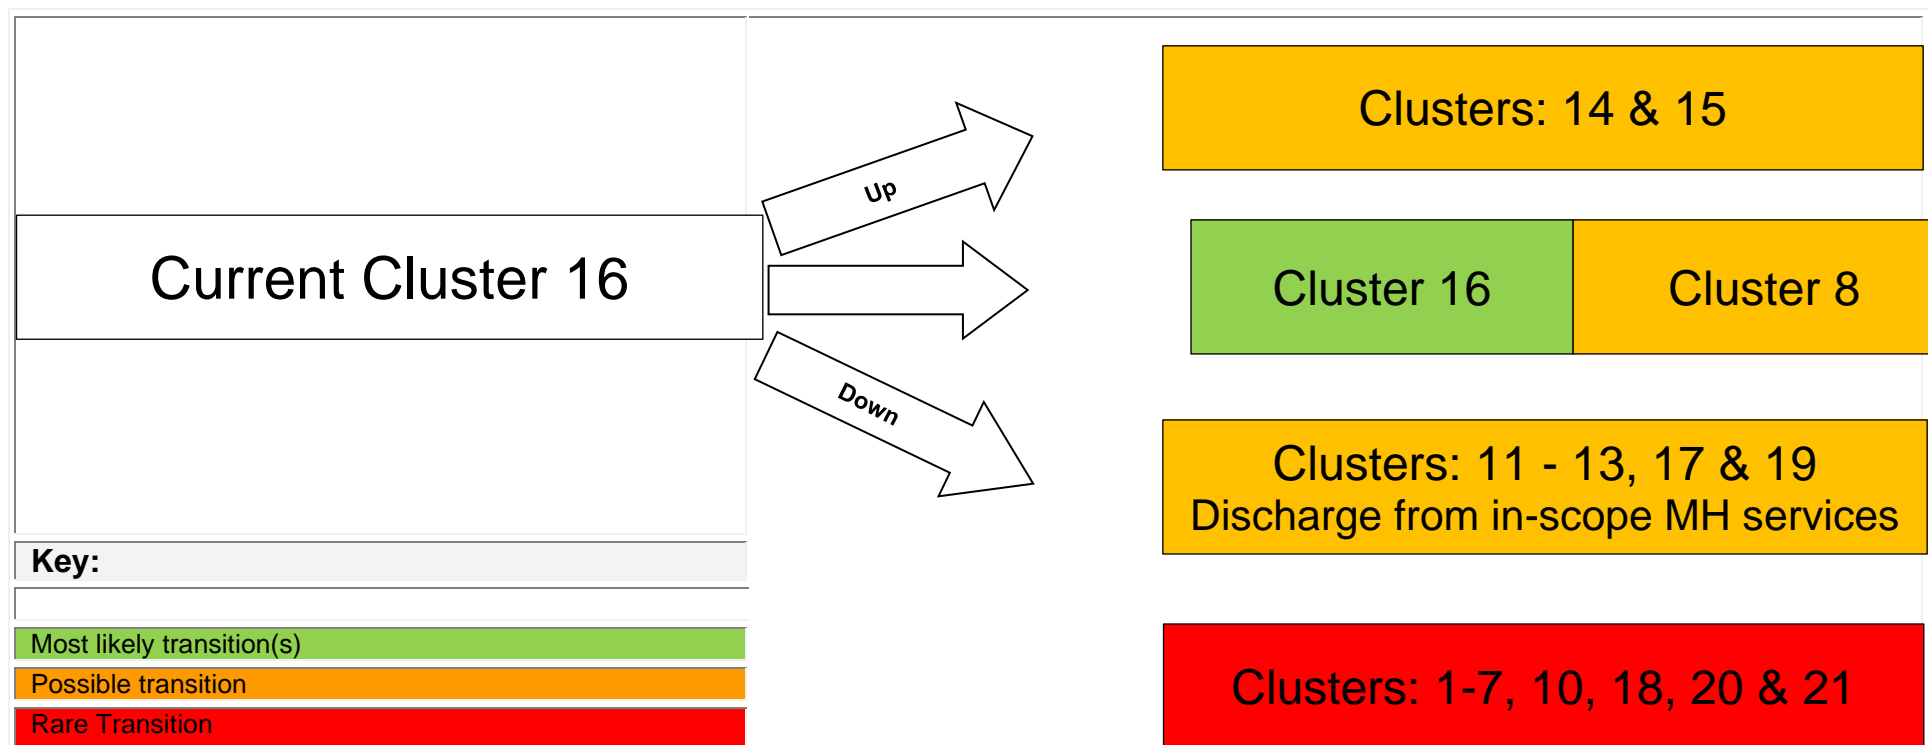 Clusters: 14 & 15
Up
Current Cluster 16
Cluster 16
Cluster 8
Down
Clusters: 11 - 13, 17 & 19
Discharge from in-scope MH services
Key:
Most likely transition(s)
Possible transition
Rare Transition
Clusters: 1-7, 10, 18, 20 & 21